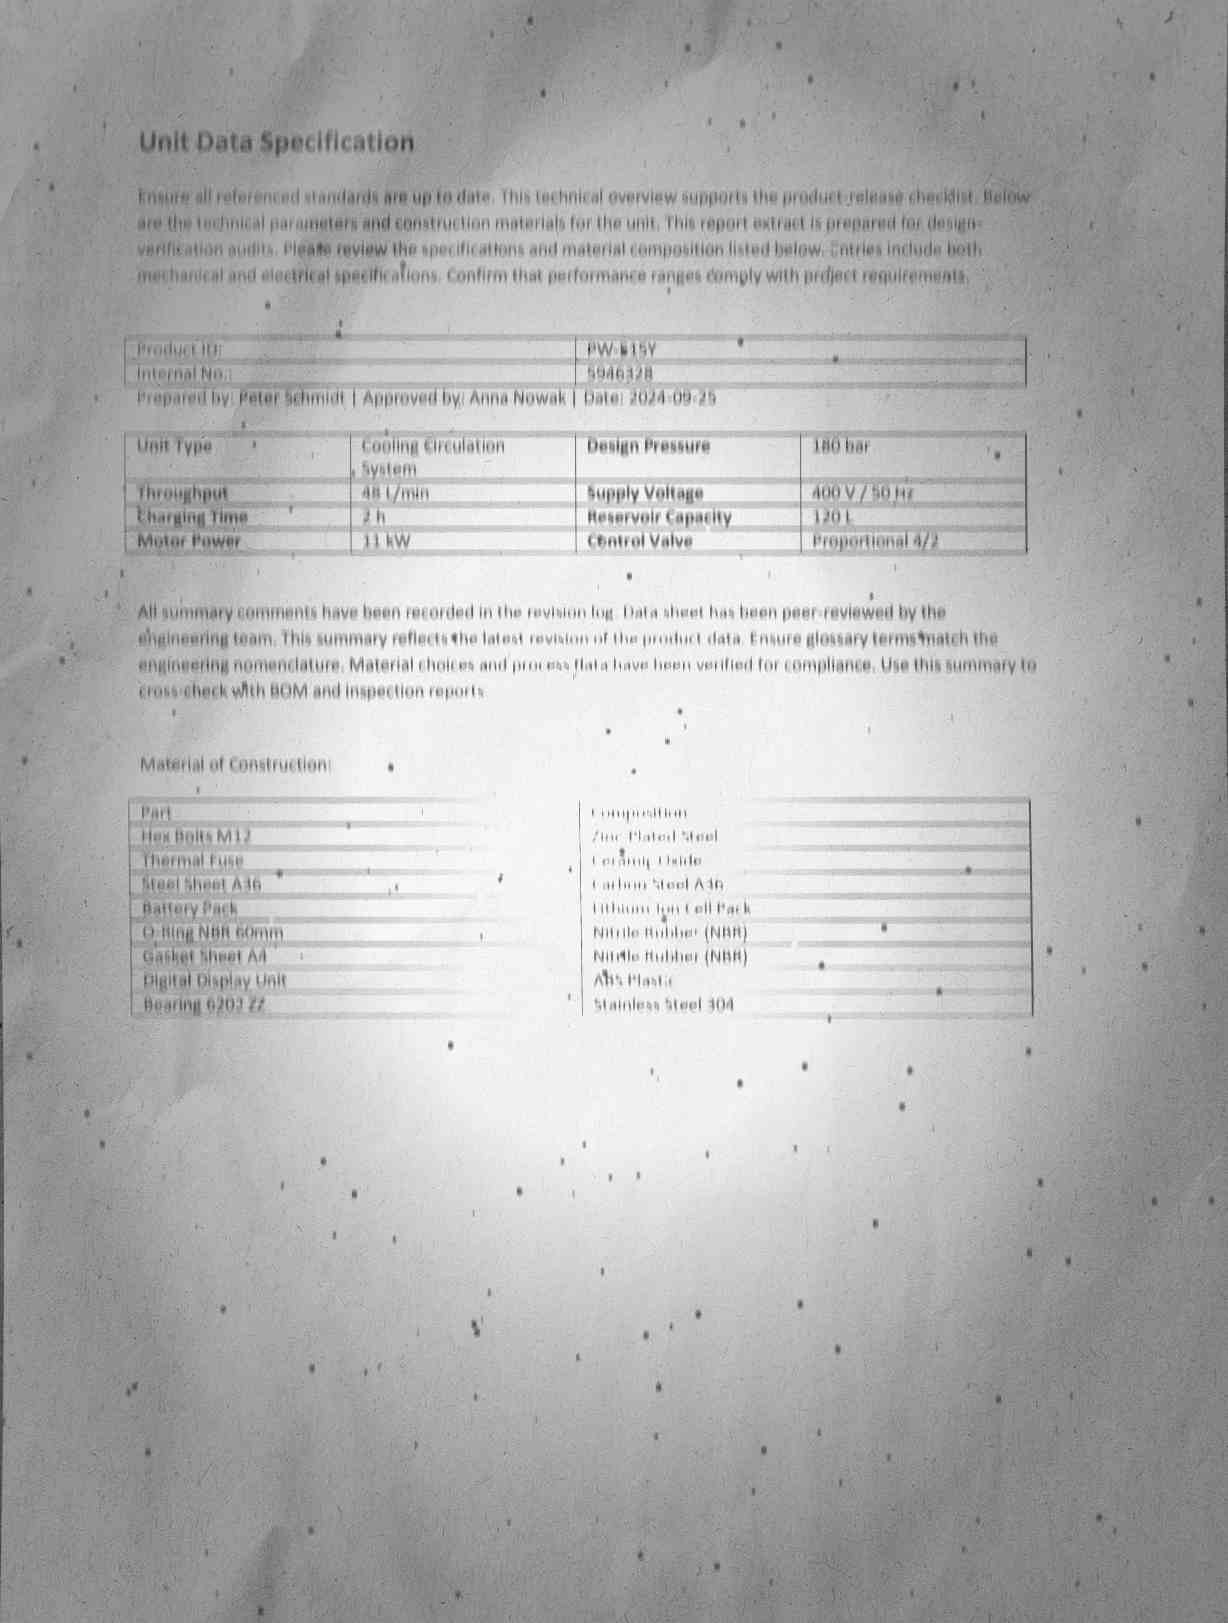 Unit Data Specification
Ensure all referenced standards are up to date. This technical overview supports the product release checklist. Below
are the technical parameters and construction materials for the unit. This report extract is prepared for design-
verification audits. Please review the specifications and material composition listed below. Entries include both
mechanical and electrical specifications. Confirm that performance ranges comply with project requirements.
Product ID:
Internal No.: 5946328
Prepared by: Peter Schmidt | Approved by: Anna Nowak | Date: 2024-09-25
Unit Type Cooling Circulation Design Pressure 180 bar
System
Throughput 48 L/min Supply Voltage 400 V / 50 Hz
Charging Time 2 h Reservoir Capacity 120 L
Motor Power 11 kW Control Valve Proportional 4/2
All summary comments have been recorded in the revision log. Data sheet has been peer-reviewed by the
engineering team. This summary reflects the latest revision of the product data. Ensure glossary terms match the
engineering nomenclature. Material choices and process data have been verified for compliance. Use this summary to
cross-check with BOM and inspection reports.
Material of Construction:
Part Composition
Hex Bolts M12 Zinc-Plated Steel
Thermal Fuse Ceramic Oxide
Steel Sheet A36 Carbon Steel A36
Battery Pack Lithium-Ion Cell Pack
O-Ring NBR 60mm Nitrile Rubber (NBR)
Gasket Sheet A4 Nitrile Rubber (NBR)
Digital Display Unit ABS Plastic
Bearing 6203 ZZ Stainless Steel 304